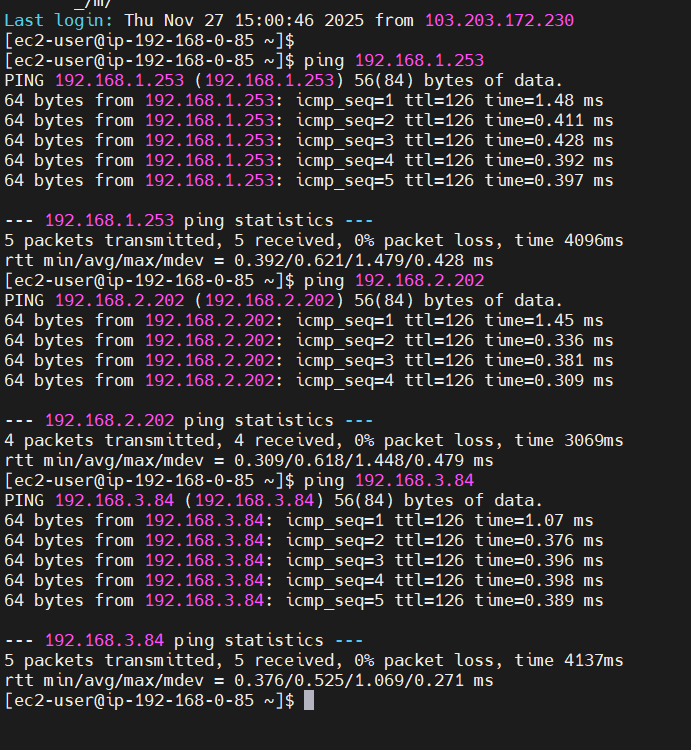 _/m/
Last login: Thu Nov 27 15:00:46 2025 from 103.203.172.230
[ec2-user@ip-192-168-0-85 ~]$
[ec2-user@ip-192-168-0-85 ~]$ ping 192.168.1.253
PING 192.168.1.253 (192.168.1.253) 56(84) bytes of data.
64 bytes from 192.168.1.253: icmp_seq=1 ttl=126 time=1.48 ms
64 bytes from 192.168.1.253: icmp_seq=2 ttl=126 time=0.411 ms
64 bytes from 192.168.1.253: icmp_seq=3 ttl=126 time=0.428 ms
64 bytes from 192.168.1.253: icmp_seq=4 ttl=126 time=0.392 ms
64 bytes from 192.168.1.253: icmp_seq=5 ttl=126 time=0.397 ms

--- 192.168.1.253 ping statistics ---
5 packets transmitted, 5 received, 0% packet loss, time 4096ms
rtt min/avg/max/mdev = 0.392/0.621/1.479/0.428 ms
[ec2-user@ip-192-168-0-85 ~]$ ping 192.168.2.202
PING 192.168.2.202 (192.168.2.202) 56(84) bytes of data.
64 bytes from 192.168.2.202: icmp_seq=1 ttl=126 time=1.45 ms
64 bytes from 192.168.2.202: icmp_seq=2 ttl=126 time=0.336 ms
64 bytes from 192.168.2.202: icmp_seq=3 ttl=126 time=0.381 ms
64 bytes from 192.168.2.202: icmp_seq=4 ttl=126 time=0.309 ms

--- 192.168.2.202 ping statistics ---
4 packets transmitted, 4 received, 0% packet loss, time 3069ms
rtt min/avg/max/mdev = 0.309/0.618/1.448/0.479 ms
[ec2-user@ip-192-168-0-85 ~]$ ping 192.168.3.84
PING 192.168.3.84 (192.168.3.84) 56(84) bytes of data.
64 bytes from 192.168.3.84: icmp_seq=1 ttl=126 time=1.07 ms
64 bytes from 192.168.3.84: icmp_seq=2 ttl=126 time=0.376 ms
64 bytes from 192.168.3.84: icmp_seq=3 ttl=126 time=0.396 ms
64 bytes from 192.168.3.84: icmp_seq=4 ttl=126 time=0.398 ms
64 bytes from 192.168.3.84: icmp_seq=5 ttl=126 time=0.389 ms

--- 192.168.3.84 ping statistics ---
5 packets transmitted, 5 received, 0% packet loss, time 4137ms
rtt min/avg/max/mdev = 0.376/0.525/1.069/0.271 ms
[ec2-user@ip-192-168-0-85 ~]$